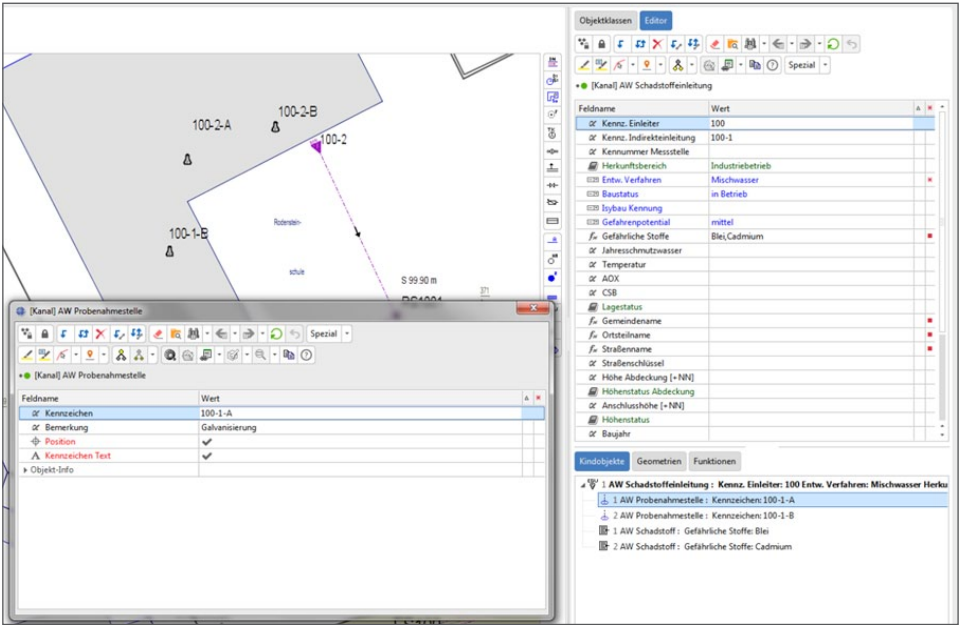 100-2-A
100-2-B
100-2
100-1-B
Rodenstein-
schule
S 99.90 m
371
[Kanal] AW Probenahmestelle
Spezial
[Kanal] AW Probenahmestelle
Feldname Wert
Kennzeichen 100-1-A
Bemerkung Galvanisierung
Position
Kennzeichen Text
Objekt-Info
Objektklassen Editor
Spezial
[Kanal] AW Schadstoffeinleitung
Feldname Wert
Kennz. Einleiter 100
Kennz. Indirekteinleitung 100-1
Kennummer Messstelle
Herkunftsbereich Industriebetrieb
Entw. Verfahren Mischwasser
Baustatus in Betrieb
Isybau Kennung
Gefahrenpotential mittel
Gefährliche Stoffe Blei,Cadmium
Jahresschmutzwasser
Temperatur
AOX
CSB
Lagestatus
Gemeindename
Ortsteilname
Straßenname
Straßenschlüssel
Höhe Abdeckung [+NN]
Höhenstatus Abdeckung
Anschlusshöhe [+NN]
Höhenstatus
Baujahr
Kindobjekte Geometrien Funktionen
1 AW Schadstoffeinleitung : Kennz. Einleiter: 100 Entw. Verfahren: Mischwasser Herku
1 AW Probenahmestelle : Kennzeichen: 100-1-A
2 AW Probenahmestelle : Kennzeichen: 100-1-B
1 AW Schadstoff : Gefährliche Stoffe: Blei
2 AW Schadstoff : Gefährliche Stoffe: Cadmium